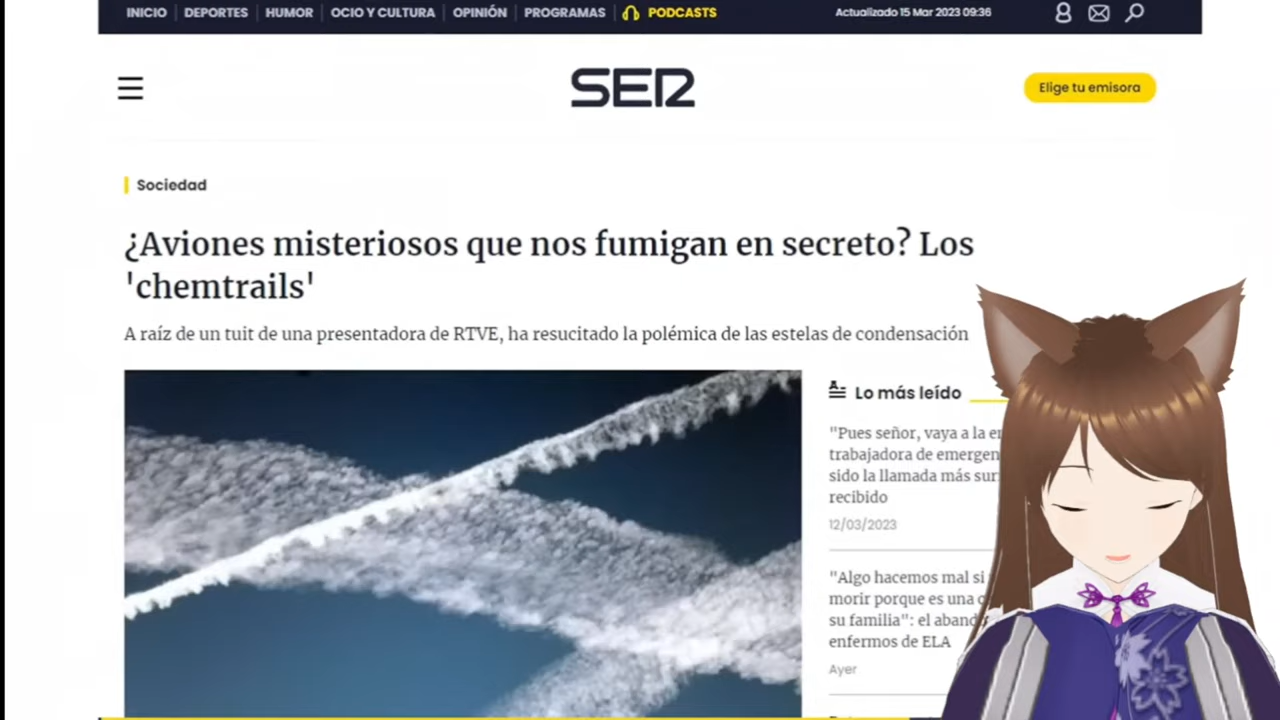 INICIO DEPORTES HUMOR OCIO Y CULTURA OPINIÓN PROGRAMAS PODCASTS Actualizado 15 Mar 2023 09:36
SER Elige tu emisora
Sociedad
¿Aviones misteriosos que nos fumigan en secreto? Los
'chemtrails'
A raíz de un tuit de una presentadora de RTVE, ha resucitado la polémica de las estelas de condensación
Lo más leído
"Pues señor, vaya a la
trabajadora de
sido la llamada más
recibido
12/03/2023
"Algo hacemos mal si
morir porque es una
su familia": el
enfermos de ELA
Ayer